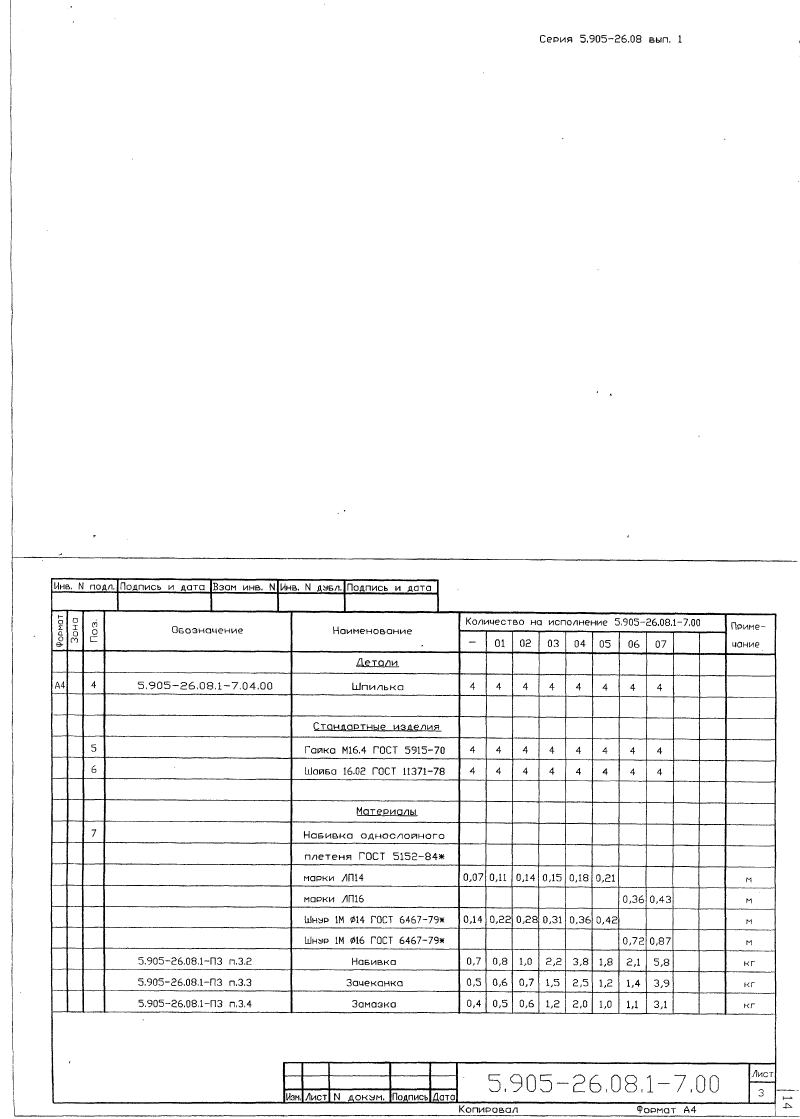 Серия 5.905-26.08 вып. 1
Инв. N подл. Подпись и дата Взам инв. N Инв. N дубл. Подпись и дата
Формат Зона Поз. Обозначение Наименование Количество на исполнение 5.905-26.08.1-7.00 Приме-
чание
– 01 02 03 04 05 06 07
Детали
А4 4 5.905-26.08.1-7.04.00 Шпилька 4 4 4 4 4 4 4 4
Стандартные изделия
5 Гайка М16.4 ГОСТ 5915-70 4 4 4 4 4 4 4 4
6 Шайба 16.02 ГОСТ 11371-78 4 4 4 4 4 4 4 4
Материалы
7 Набивка однослойного
плетеня ГОСТ 5152-84*
марки ЛП14 0,07 0,11 0,14 0,15 0,18 0,21 м
марки ЛП16 0,36 0,43 м
Шнур 1М Ø14 ГОСТ 6467-79* 0,14 0,22 0,28 0,31 0,36 0,42 м
Шнур 1М Ø16 ГОСТ 6467-79* 0,72 0,87 м
5.905-26.08.1-ПЗ п.3.2 Набивка 0,7 0,8 1,0 2,2 3,8 1,8 2,1 5,8 кг
5.905-26.08.1-ПЗ п.3.3 Зачеканка 0,5 0,6 0,7 1,5 2,5 1,2 1,4 3,9 кг
5.905-26.08.1-ПЗ п.3.4 Замазка 0,4 0,5 0,6 1,2 2,0 1,0 1,1 3,1 кг
Изм. Лист N докум. Подпись Дата
5.905-26.08.1-7.00
Лист
3
14
Копировал Формат А4